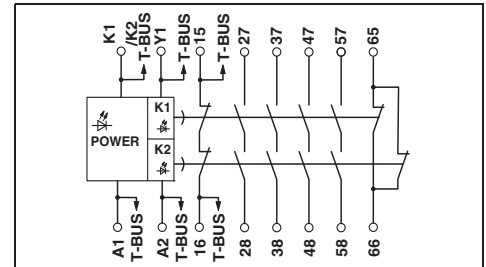 K1
/K2
T-BUS
Y1
T-BUS
15
T-BUS
27
37
47
57
65
K1
POWER
K2
A1
T-BUS
A2
T-BUS
16
T-BUS
28
38
48
58
66